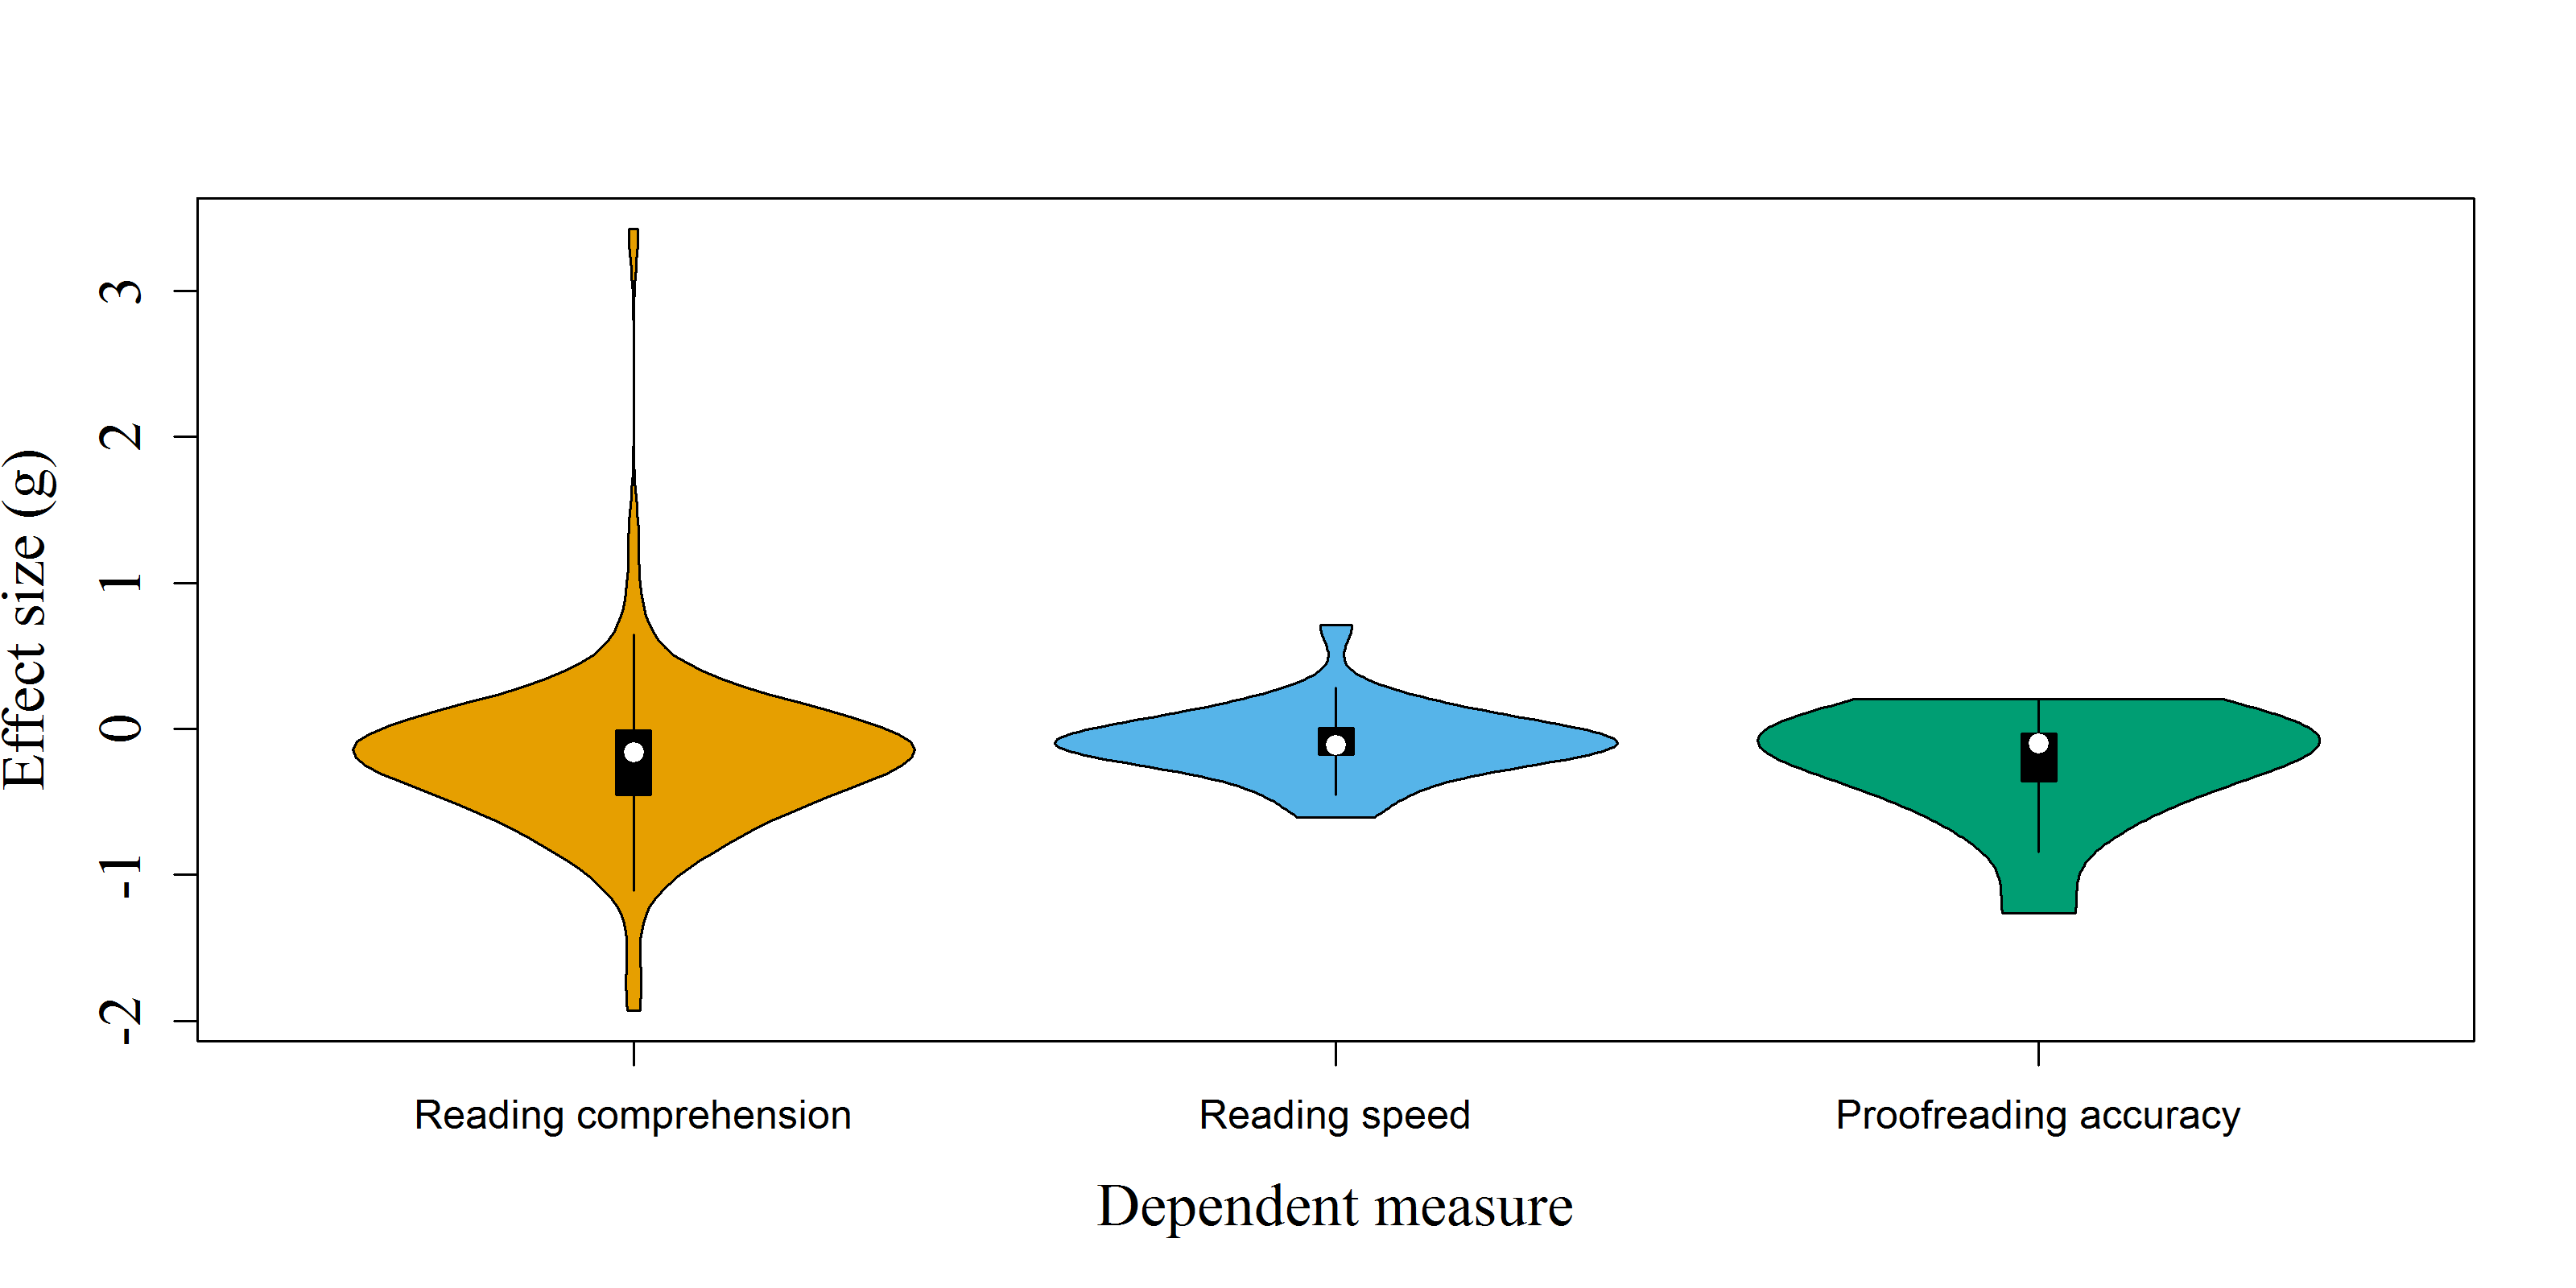 Effect size (g)
3
2
1
0
-1
-2
Reading comprehension
Reading speed
Proofreading accuracy
Dependent measure